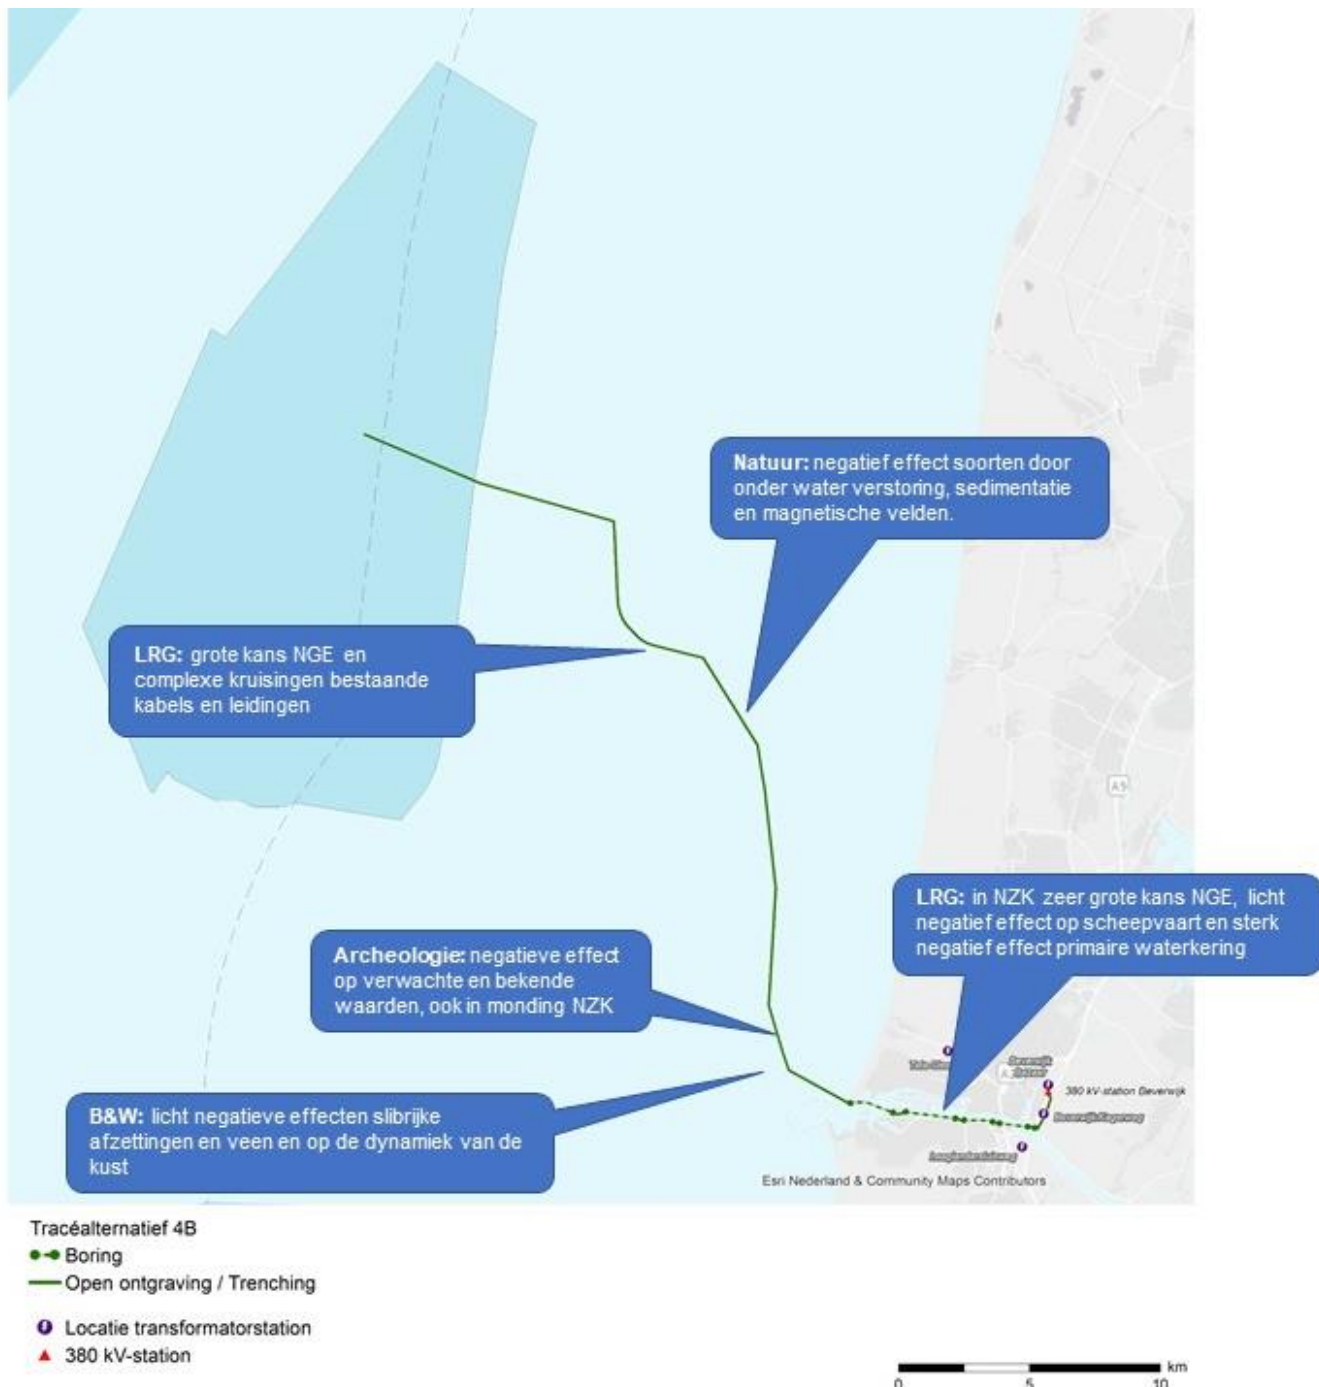 Natuur: negatief effect soorten door
onder water verstoring, sedimentatie
en magnetische velden.
LRG: grote kans NGE en
complexe kruisingen bestaande
kabels en leidingen
A9
LRG: in NZK zeer grote kans NGE, licht
negatief effect op scheepvaart en sterk
negatief effect primaire waterkering
Archeologie: negatieve effect
op verwachte en bekende
waarden, ook in monding NZK
Beverwijk
Bazaar
380 kV-station Beverwijk
B&W: licht negatieve effecten slibrijke
afzettingen en veen en op de dynamiek van de
kust
Esri Nederland & Community Maps Contributors
Tracéalternatief 4B
Boring
Open ontgraving / Trenching
Locatie transformatorstation
380 kV-station
km
0 5 10